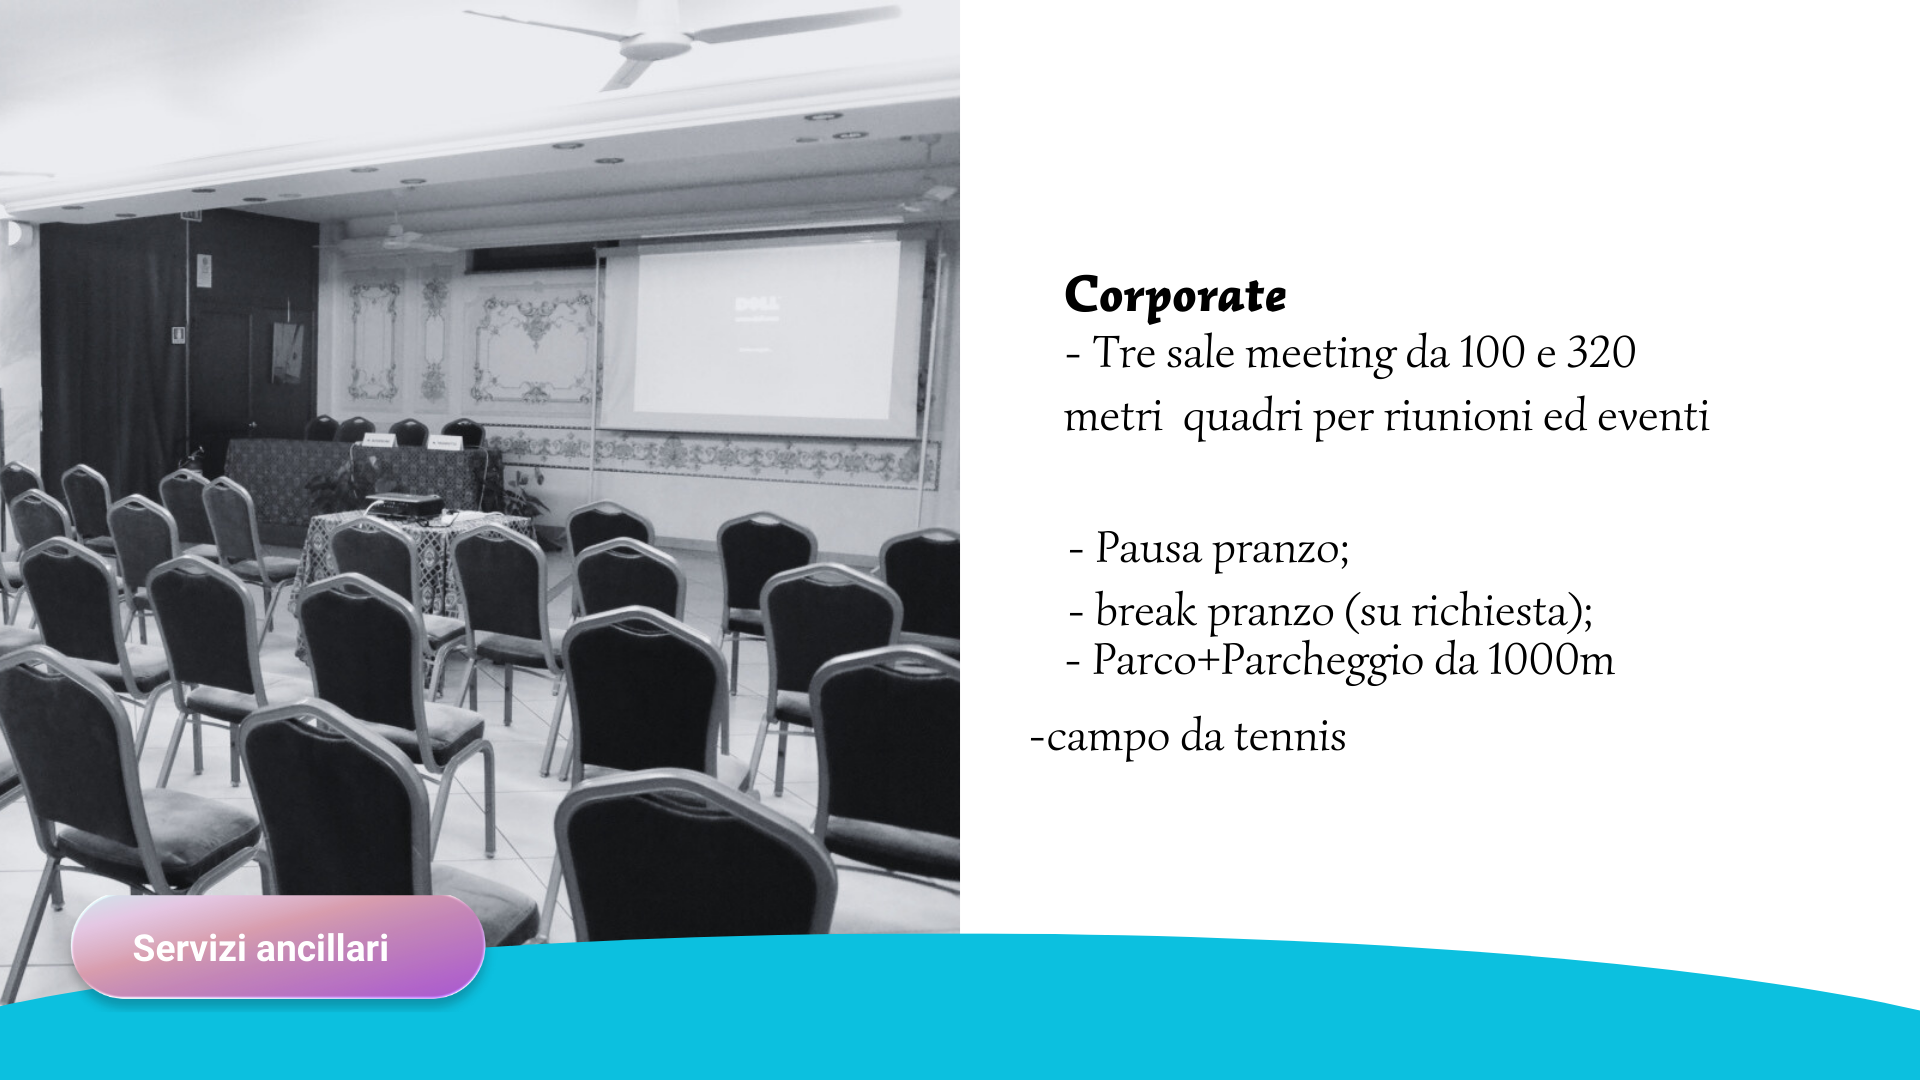 Corporate
- Tre sale meeting da 100 e 320
metri quadri per riunioni ed eventi
- Pausa pranzo;
- break pranzo (su richiesta);
- Parco+Parcheggio da 1000m
-campo da tennis
Servizi ancillari